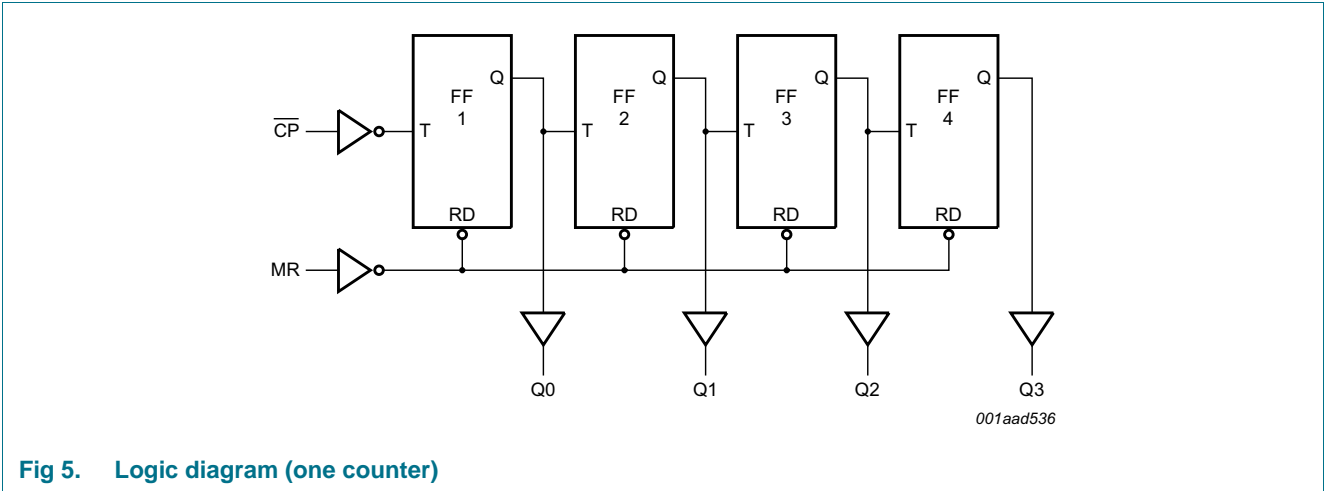 Q Q Q Q
FF FF FF FF
1 2 3 4
C̅P̅ T T T T
RD RD RD RD
MR
Q0 Q1 Q2 Q3
001aad536
Fig 5. Logic diagram (one counter)